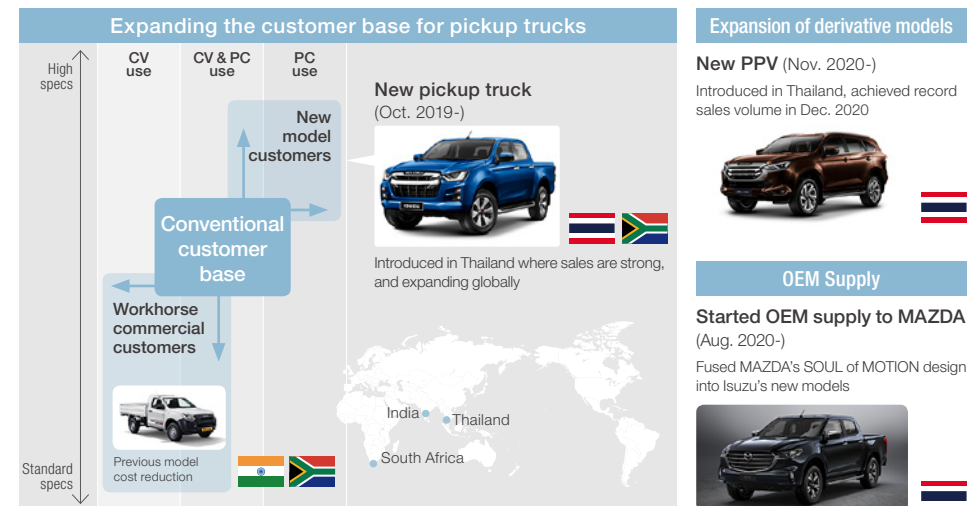 Expanding the customer base for pickup trucks
High
specs
CV
use
CV & PC
use
PC
use
New
model
customers
Conventional
customer
base
Workhorse
commercial
customers
Previous model
cost reduction
Standard
specs
New pickup truck
(Oct. 2019-)
Introduced in Thailand where sales are strong,
and expanding globally
India
Thailand
South Africa
Expansion of derivative models
New PPV (Nov. 2020-)
Introduced in Thailand, achieved record
sales volume in Dec. 2020
OEM Supply
Started OEM supply to MAZDA
(Aug. 2020-)
Fused MAZDA's SOUL of MOTION design
into Isuzu's new models